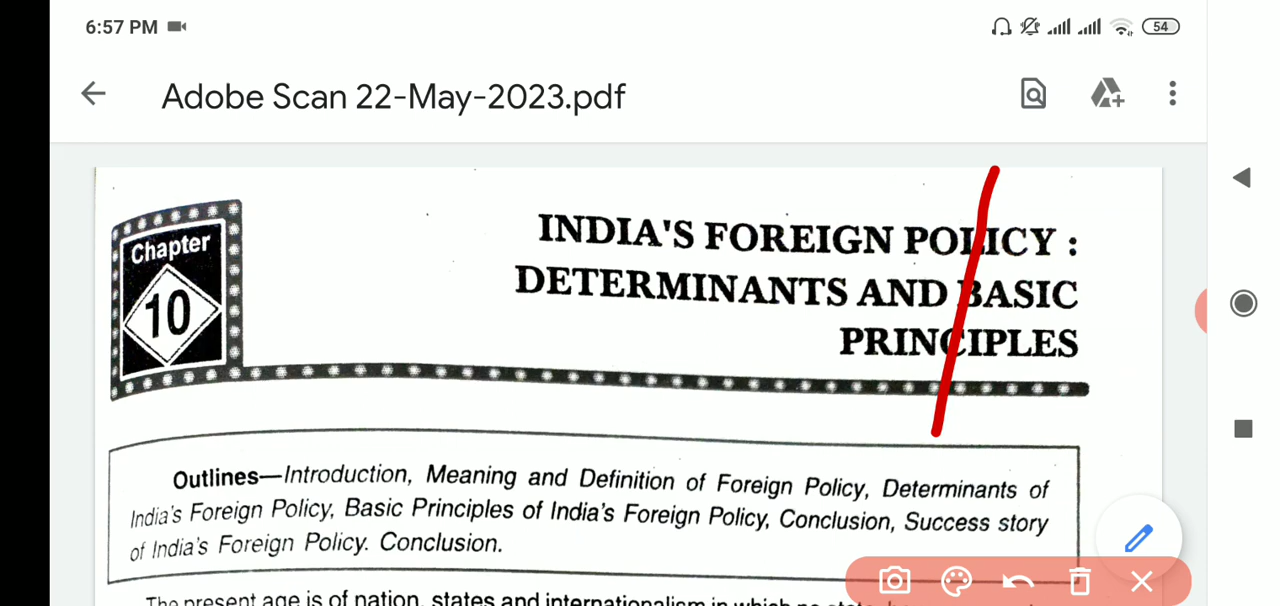 6:57 PM
54
Adobe Scan 22-May-2023.pdf
Chapter
10
INDIA'S FOREIGN POLICY :
DETERMINANTS AND BASIC
PRINCIPLES
Outlines—Introduction, Meaning and Definition of Foreign Policy, Determinants of
India's Foreign Policy, Basic Principles of India's Foreign Policy, Conclusion, Success story
of India's Foreign Policy. Conclusion.
The present age is of nation, states and internationalism in which no state